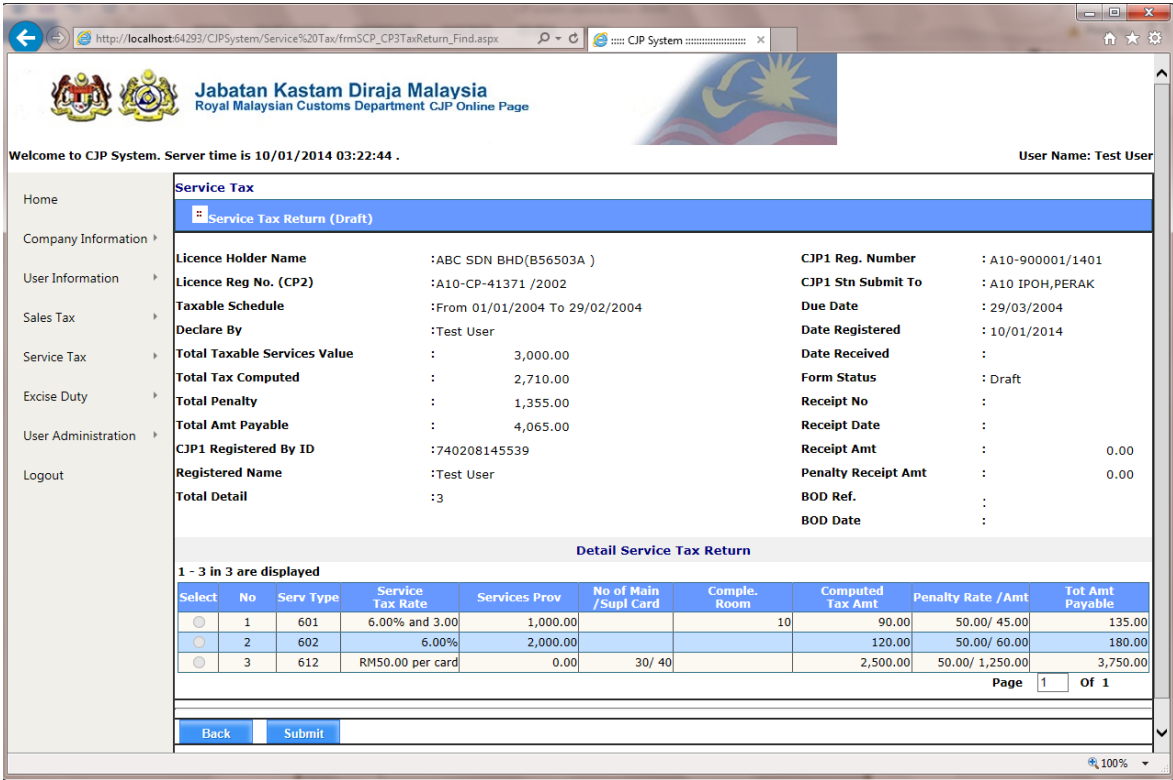 http://localhost:64293/CJPSystem/Service%20Tax/frmSCP_CP3TaxReturn_Find.aspx
::::: CJP System :::::::::::::::::::::
Jabatan Kastam Diraja Malaysia
Royal Malaysian Customs Department CJP Online Page
Welcome to CJP System. Server time is 10/01/2014 03:22:44 .
User Name: Test User
Home
Company Information
User Information
Sales Tax
Service Tax
Excise Duty
User Administration
Logout
Service Tax
Service Tax Return (Draft)
Licence Holder Name :ABC SDN BHD(B56503A ) CJP1 Reg. Number : A10-900001/1401
Licence Reg No. (CP2) :A10-CP-41371 /2002 CJP1 Stn Submit To : A10 IPOH,PERAK
Taxable Schedule :From 01/01/2004 To 29/02/2004 Due Date : 29/03/2004
Declare By :Test User Date Registered : 10/01/2014
Total Taxable Services Value : 3,000.00 Date Received :
Total Tax Computed : 2,710.00 Form Status : Draft
Total Penalty : 1,355.00 Receipt No :
Total Amt Payable : 4,065.00 Receipt Date :
CJP1 Registered By ID :740208145539 Receipt Amt : 0.00
Registered Name :Test User Penalty Receipt Amt : 0.00
Total Detail :3 BOD Ref. :
BOD Date :
Detail Service Tax Return
1 - 3 in 3 are displayed
Select No Serv Type Service Tax Rate Services Prov No of Main /Supl Card Comple. Room Computed Tax Amt Penalty Rate /Amt Tot Amt Payable
1 601 6.00% and 3.00 1,000.00 10 90.00 50.00/ 45.00 135.00
2 602 6.00% 2,000.00 120.00 50.00/ 60.00 180.00
3 612 RM50.00 per card 0.00 30/ 40 2,500.00 50.00/ 1,250.00 3,750.00
Page 1 Of 1
Back Submit
100%